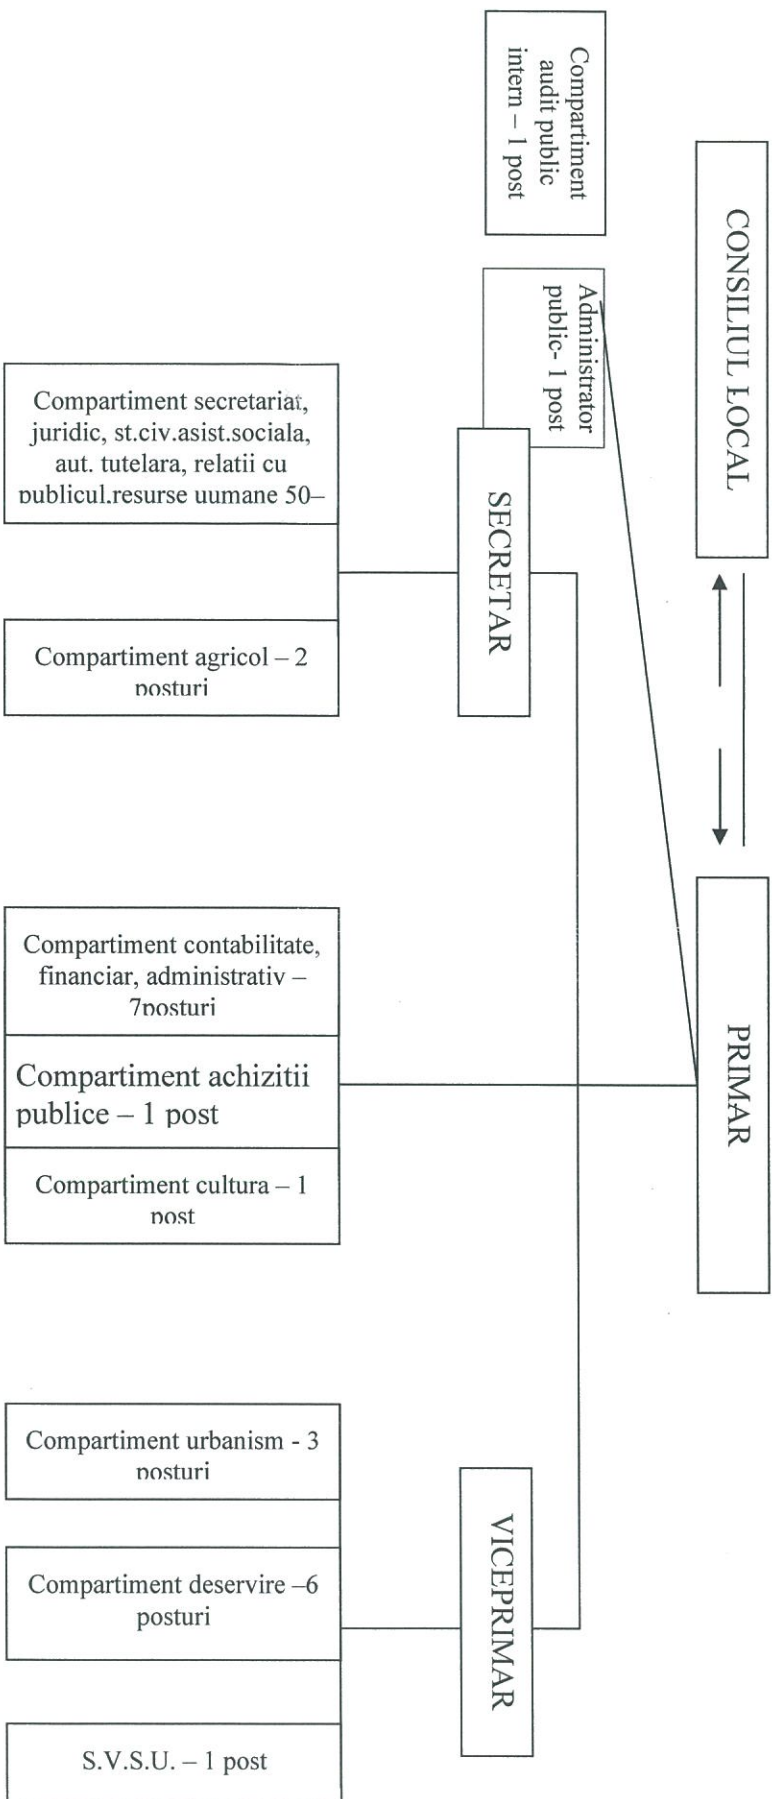 CONSILIUL LOCAL
PRIMAR
Compartiment
audit public
intern – 1 post
Administrator
public- 1 post
SECRETAR
VICEPRIMAR
Compartiment secretariat,
juridic, st.civ.asist.sociala,
aut. tutelara, relatii cu
publicul.resurse uumane 50–
Compartiment agricol – 2
posturi
Compartiment contabilitate,
financiar, administrativ –
7posturi
Compartiment achizitii
publice – 1 post
Compartiment cultura – 1
post
Compartiment urbanism - 3
posturi
Compartiment deservire –6
posturi
S.V.S.U. – 1 post